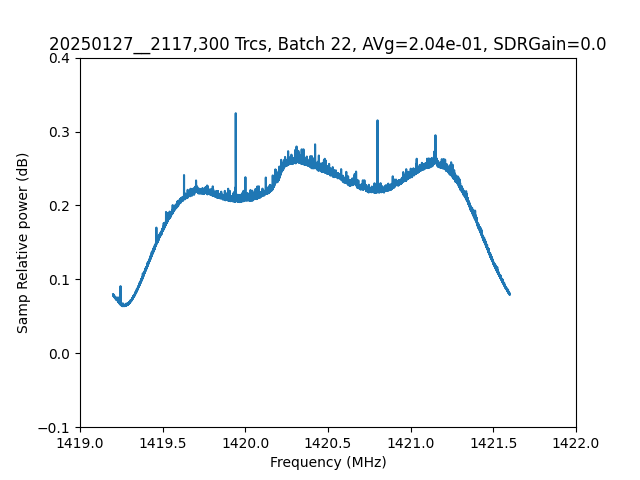 20250127__2117,300 Trcs, Batch 22, AVg=2.04e-01, SDRGain=0.0
0.4
0.3
0.2
0.1
0.0
−0.1
Samp Relative power (dB)
1419.0 1419.5 1420.0 1420.5 1421.0 1421.5 1422.0
Frequency (MHz)